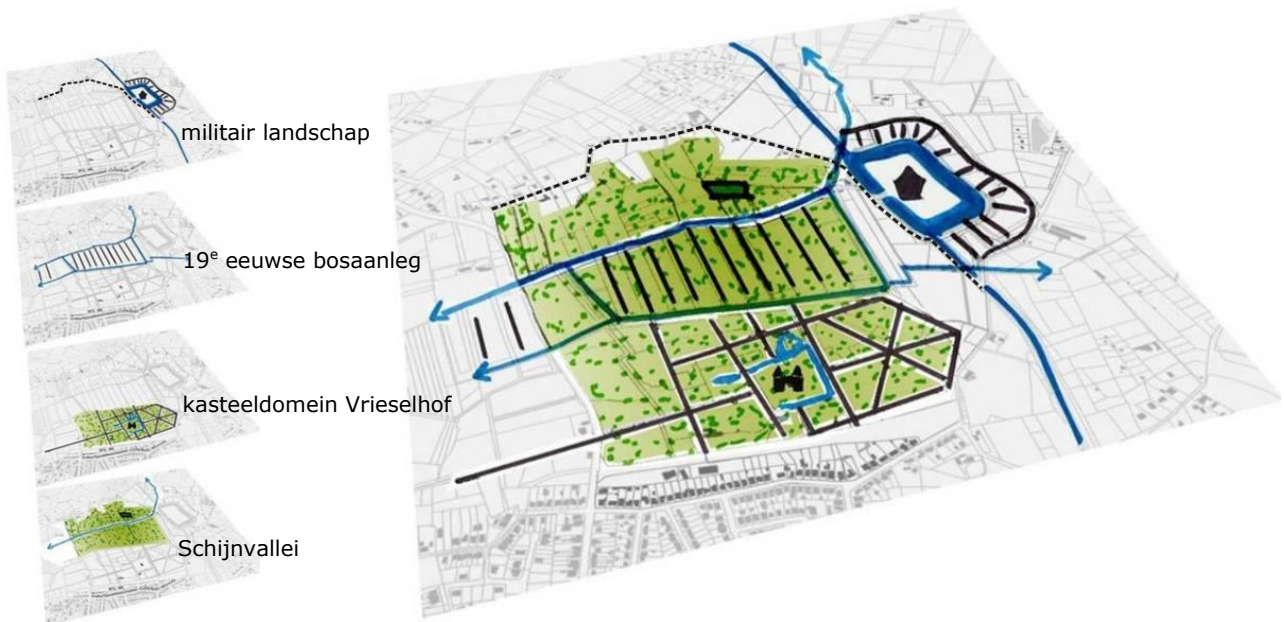 militair landschap
19e eeuwse bosaanleg
kasteeldomein Vrieselhof
Schijnvallei